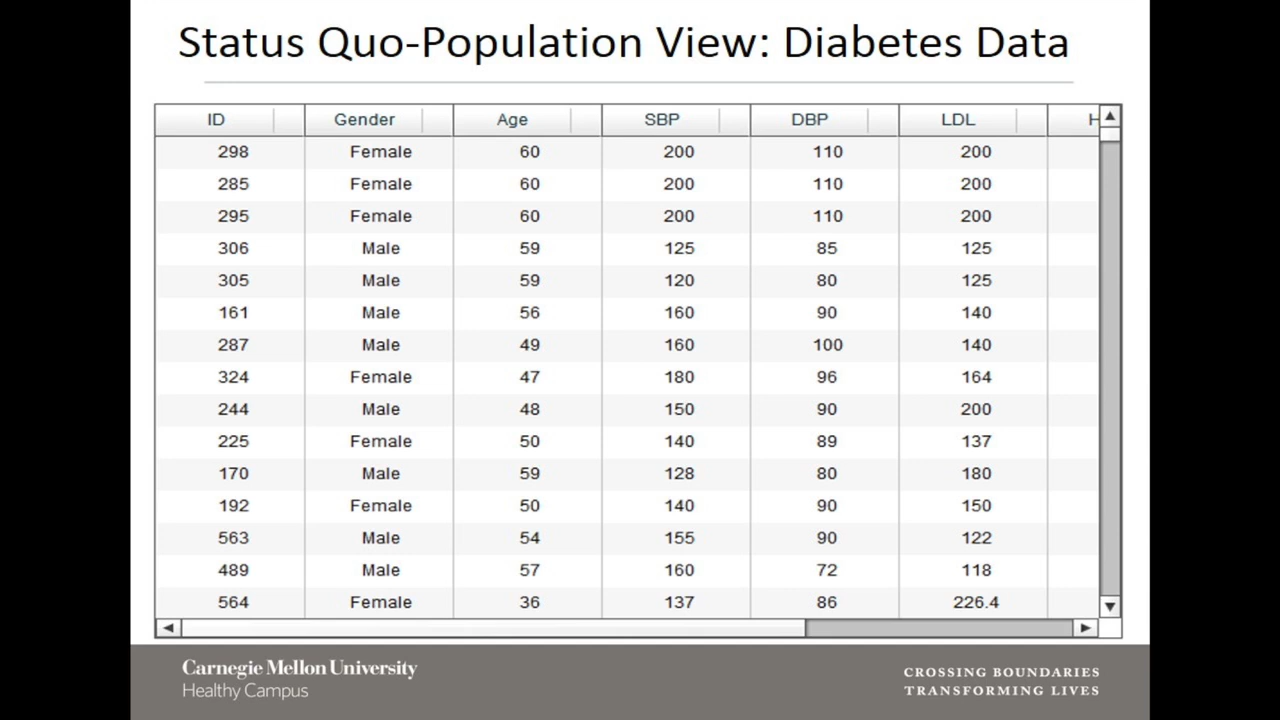 Status Quo-Population View: Diabetes Data
ID Gender Age SBP DBP LDL H
298 Female 60 200 110 200
285 Female 60 200 110 200
295 Female 60 200 110 200
306 Male 59 125 85 125
305 Male 59 120 80 125
161 Male 56 160 90 140
287 Male 49 160 100 140
324 Female 47 180 96 164
244 Male 48 150 90 200
225 Female 50 140 89 137
170 Male 59 128 80 180
192 Female 50 140 90 150
563 Male 54 155 90 122
489 Male 57 160 72 118
564 Female 36 137 86 226.4
Carnegie Mellon University
Healthy Campus
CROSSING BOUNDARIES
TRANSFORMING LIVES